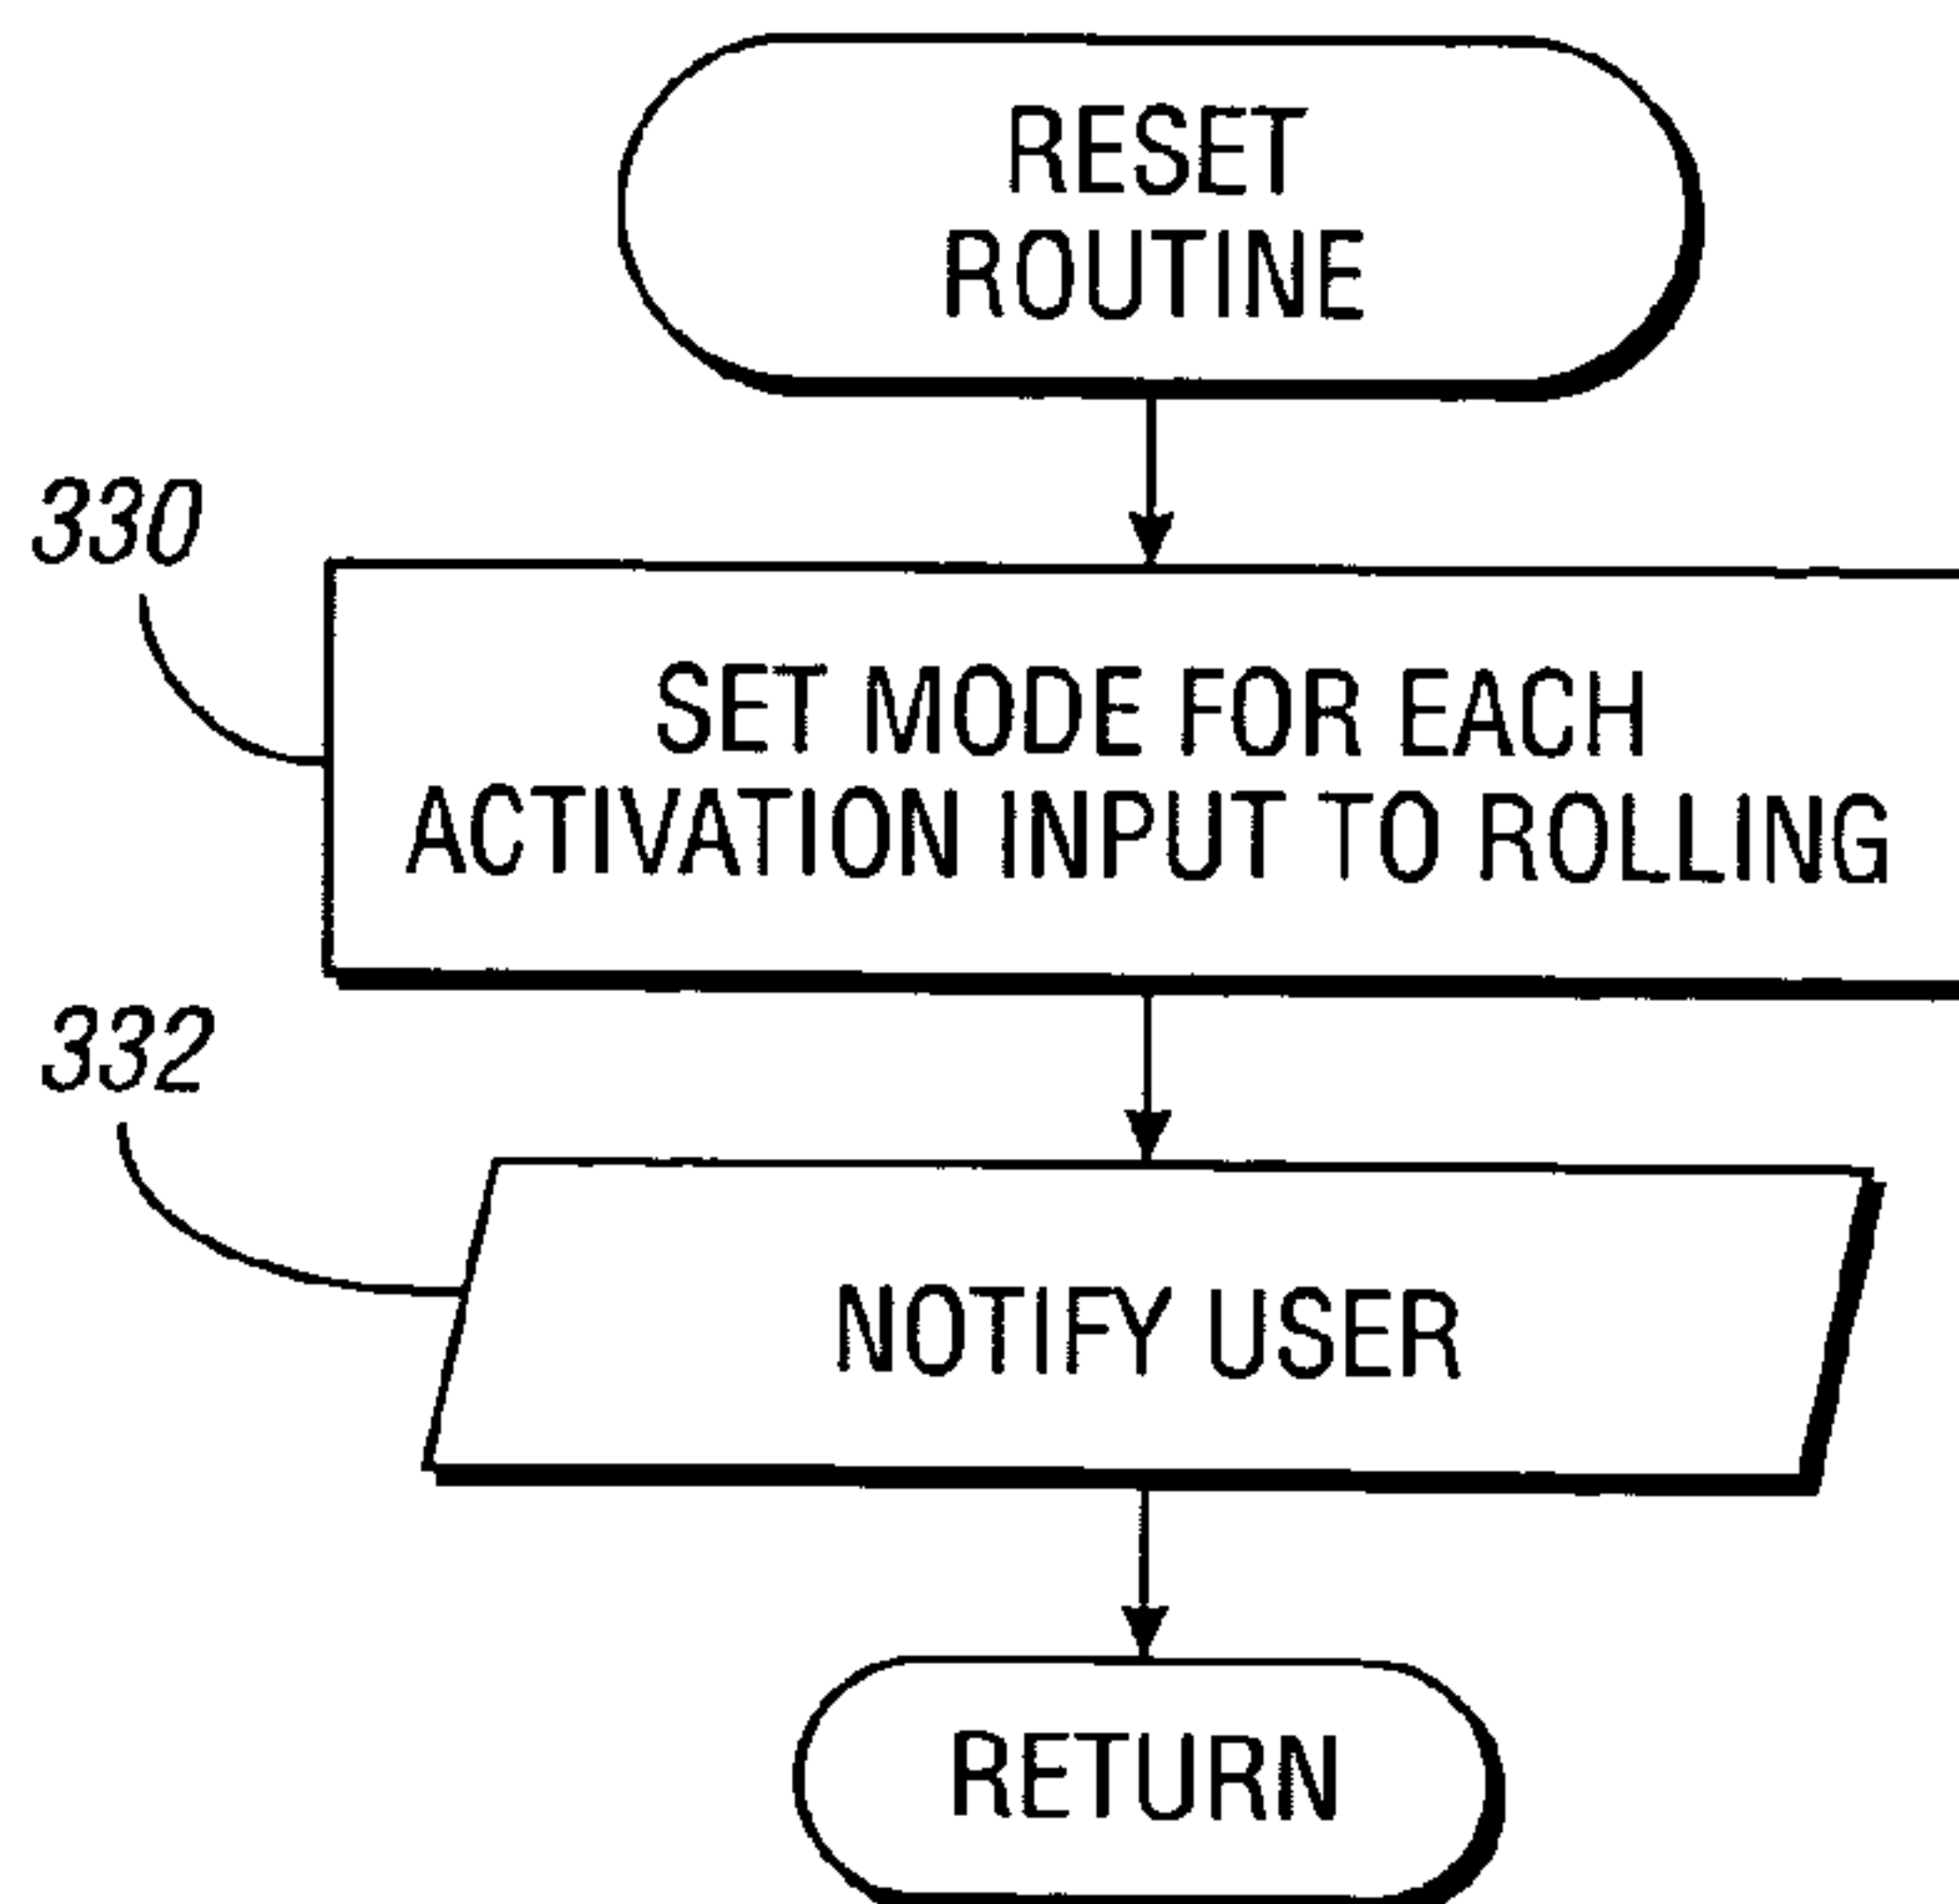 RESET
ROUTINE
330
SET MODE FOR EACH
ACTIVATION INPUT TO ROLLING
332
NOTIFY USER
RETURN